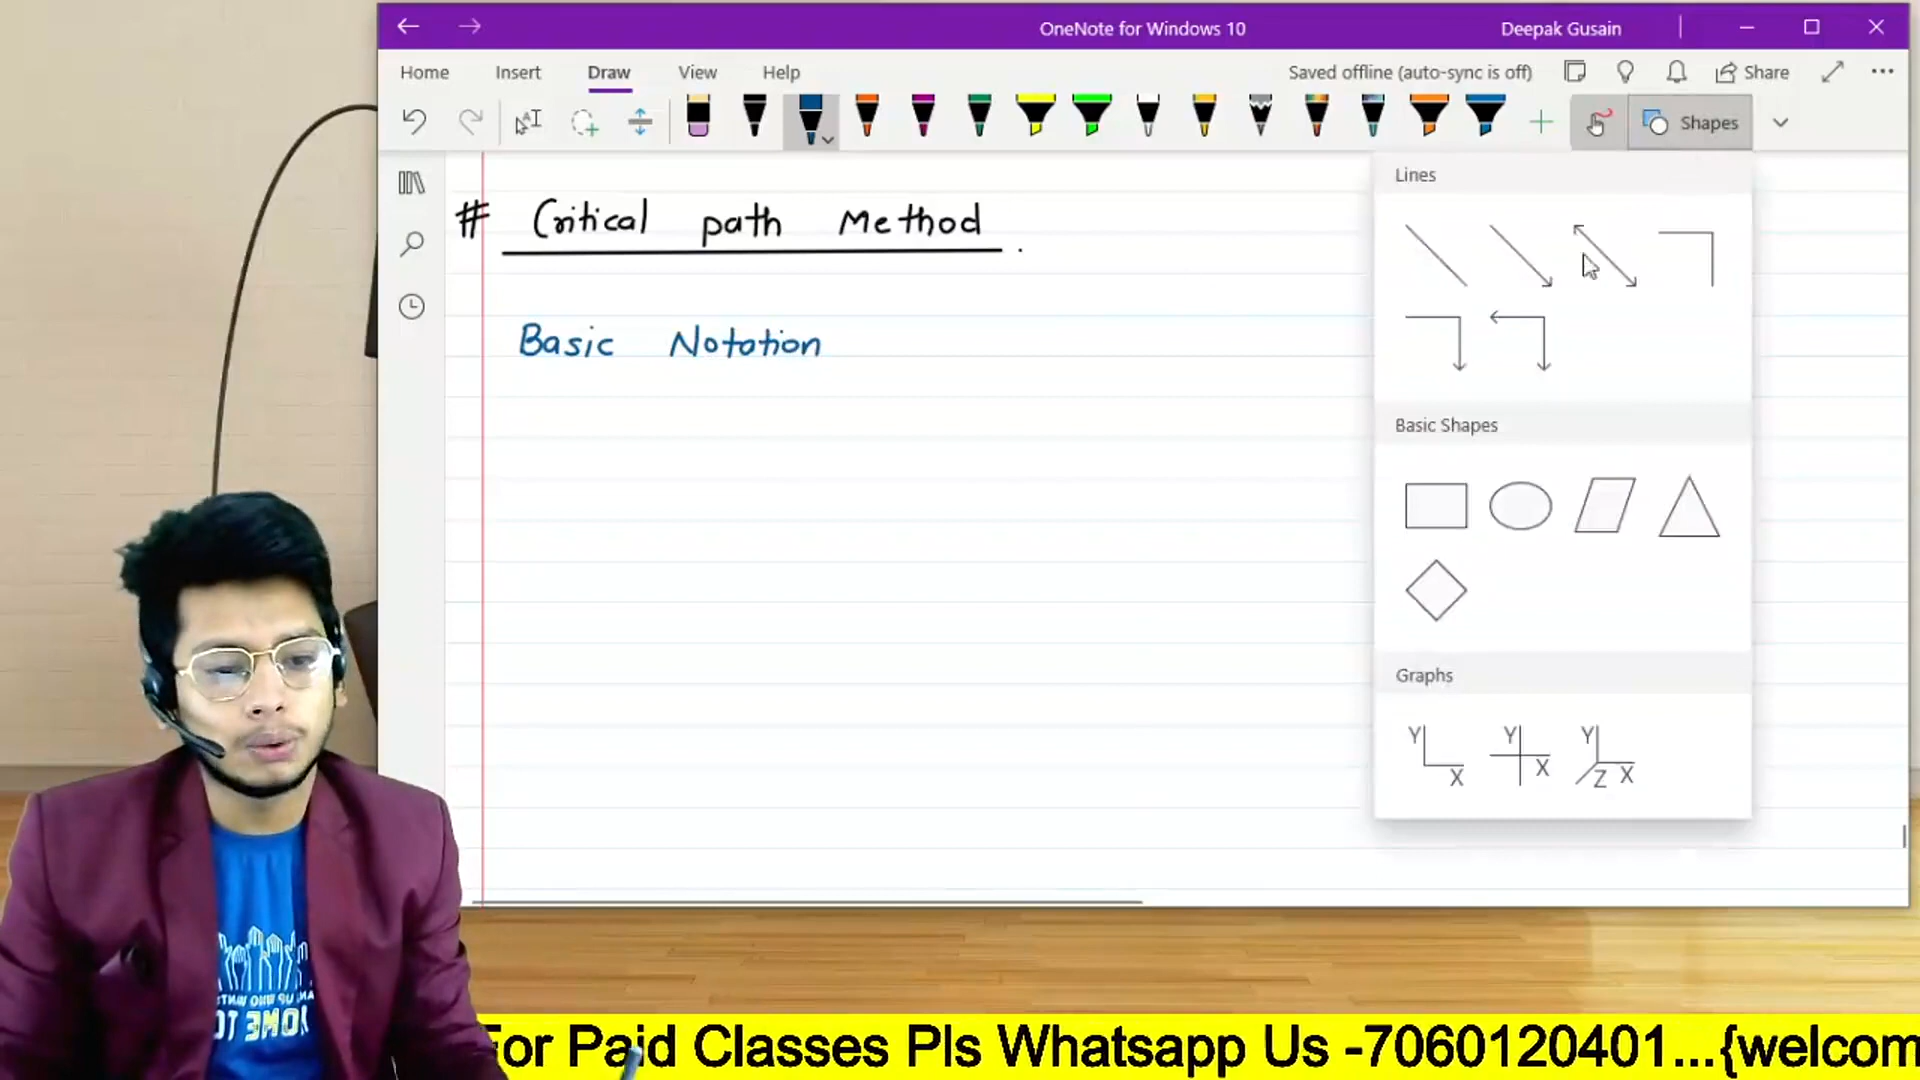 OneNote for Windows 10
Deepak Gusain
Home Insert Draw View Help
Saved offline (auto-sync is off)
Share
Shapes
# Critical path Method.
Basic Notation
Lines
Basic Shapes
Graphs
Y X
Y X
Y Z X
For Paid Classes Pls Whatsapp Us -7060120401...{welcom